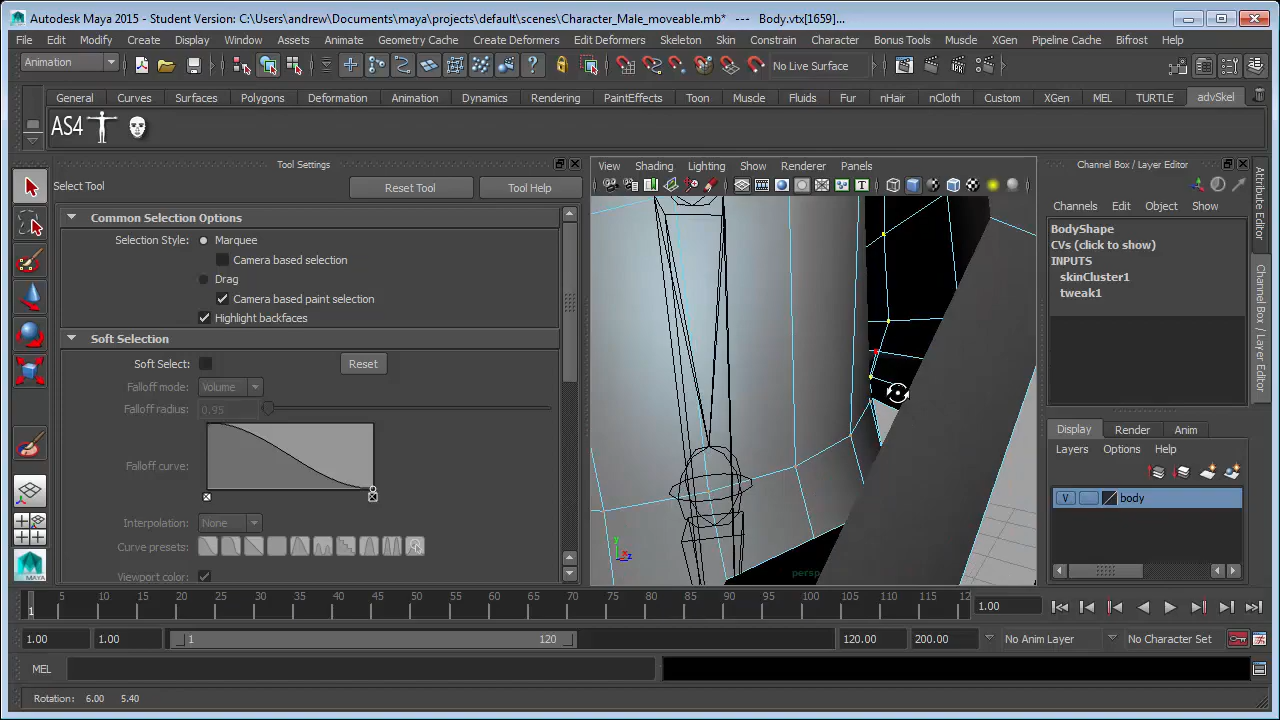 Autodesk Maya 2015 - Student Version: C:\Users\andrew\Documents\maya\projects\default\scenes\Character_Male_moveable.mb* --- Body.vtx[1659]...
File Edit Modify Create Display Window Assets Animate Geometry Cache Create Deformers Edit Deformers Skeleton Skin Constrain Character Bonus Tools Muscle XGen Pipeline Cache Bifrost Help
Animation No Live Surface
General Curves Surfaces Polygons Deformation Animation Dynamics Rendering PaintEffects Toon Muscle Fluids Fur nHair nCloth Custom XGen MEL TURTLE advSkel
AS4
Tool Settings
Select Tool Reset Tool Tool Help
Common Selection Options
Selection Style: Marquee
Camera based selection
Drag
Camera based paint selection
Highlight backfaces
Soft Selection
Soft Select: Reset
Falloff mode: Volume
Falloff radius: 0.95
Falloff curve:
Interpolation: None
Curve presets:
Viewport color:
View Shading Lighting Show Renderer Panels
persp
y
x
z
Channel Box / Layer Editor
Channels Edit Object Show
BodyShape
CVs (click to show)
INPUTS
skinCluster1
tweak1
Display Render Anim
Layers Options Help
V body
Attribute Editor
Channel Box / Layer Editor
1 5 10 15 20 25 30 35 40 45 50 55 60 65 70 75 80 85 90 95 100 105 110 115 12 1.00
1.00 1.00 1 120 120.00 200.00 No Anim Layer No Character Set
MEL
Rotation: 6.00 5.40